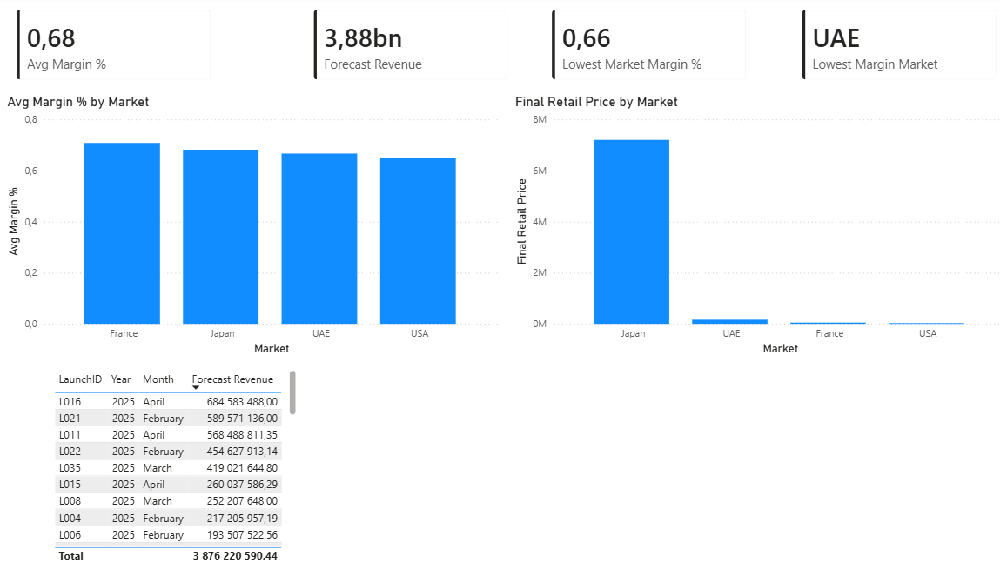 0,68
Avg Margin %
3,88bn
Forecast Revenue
0,66
Lowest Market Margin %
UAE
Lowest Margin Market
Avg Margin % by Market
0,8
0,6
0,4
0,2
0,0
Avg Margin %
France Japan UAE USA
Market
Final Retail Price by Market
8M
6M
4M
2M
0M
Final Retail Price
Japan UAE France USA
Market
LaunchID Year Month Forecast Revenue
L016 2025 April 684 583 488,00
L021 2025 February 589 571 136,00
L011 2025 April 568 488 811,35
L022 2025 February 454 627 913,14
L035 2025 March 419 021 644,80
L015 2025 April 260 037 586,29
L008 2025 March 252 207 648,00
L004 2025 February 217 205 957,19
L006 2025 February 193 507 522,56
Total 3 876 220 590,44